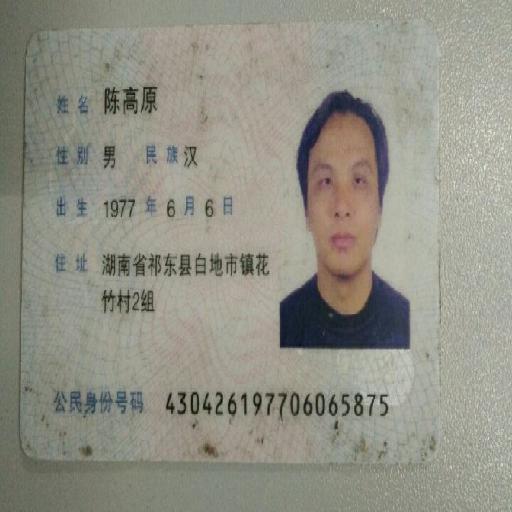 姓名 陈高原
性别 男 民族 汉
出生 1977 年 6 月 6 日
住址 湖南省祁东县白地市镇花
竹村2组
公民身份号码 430426197706065875